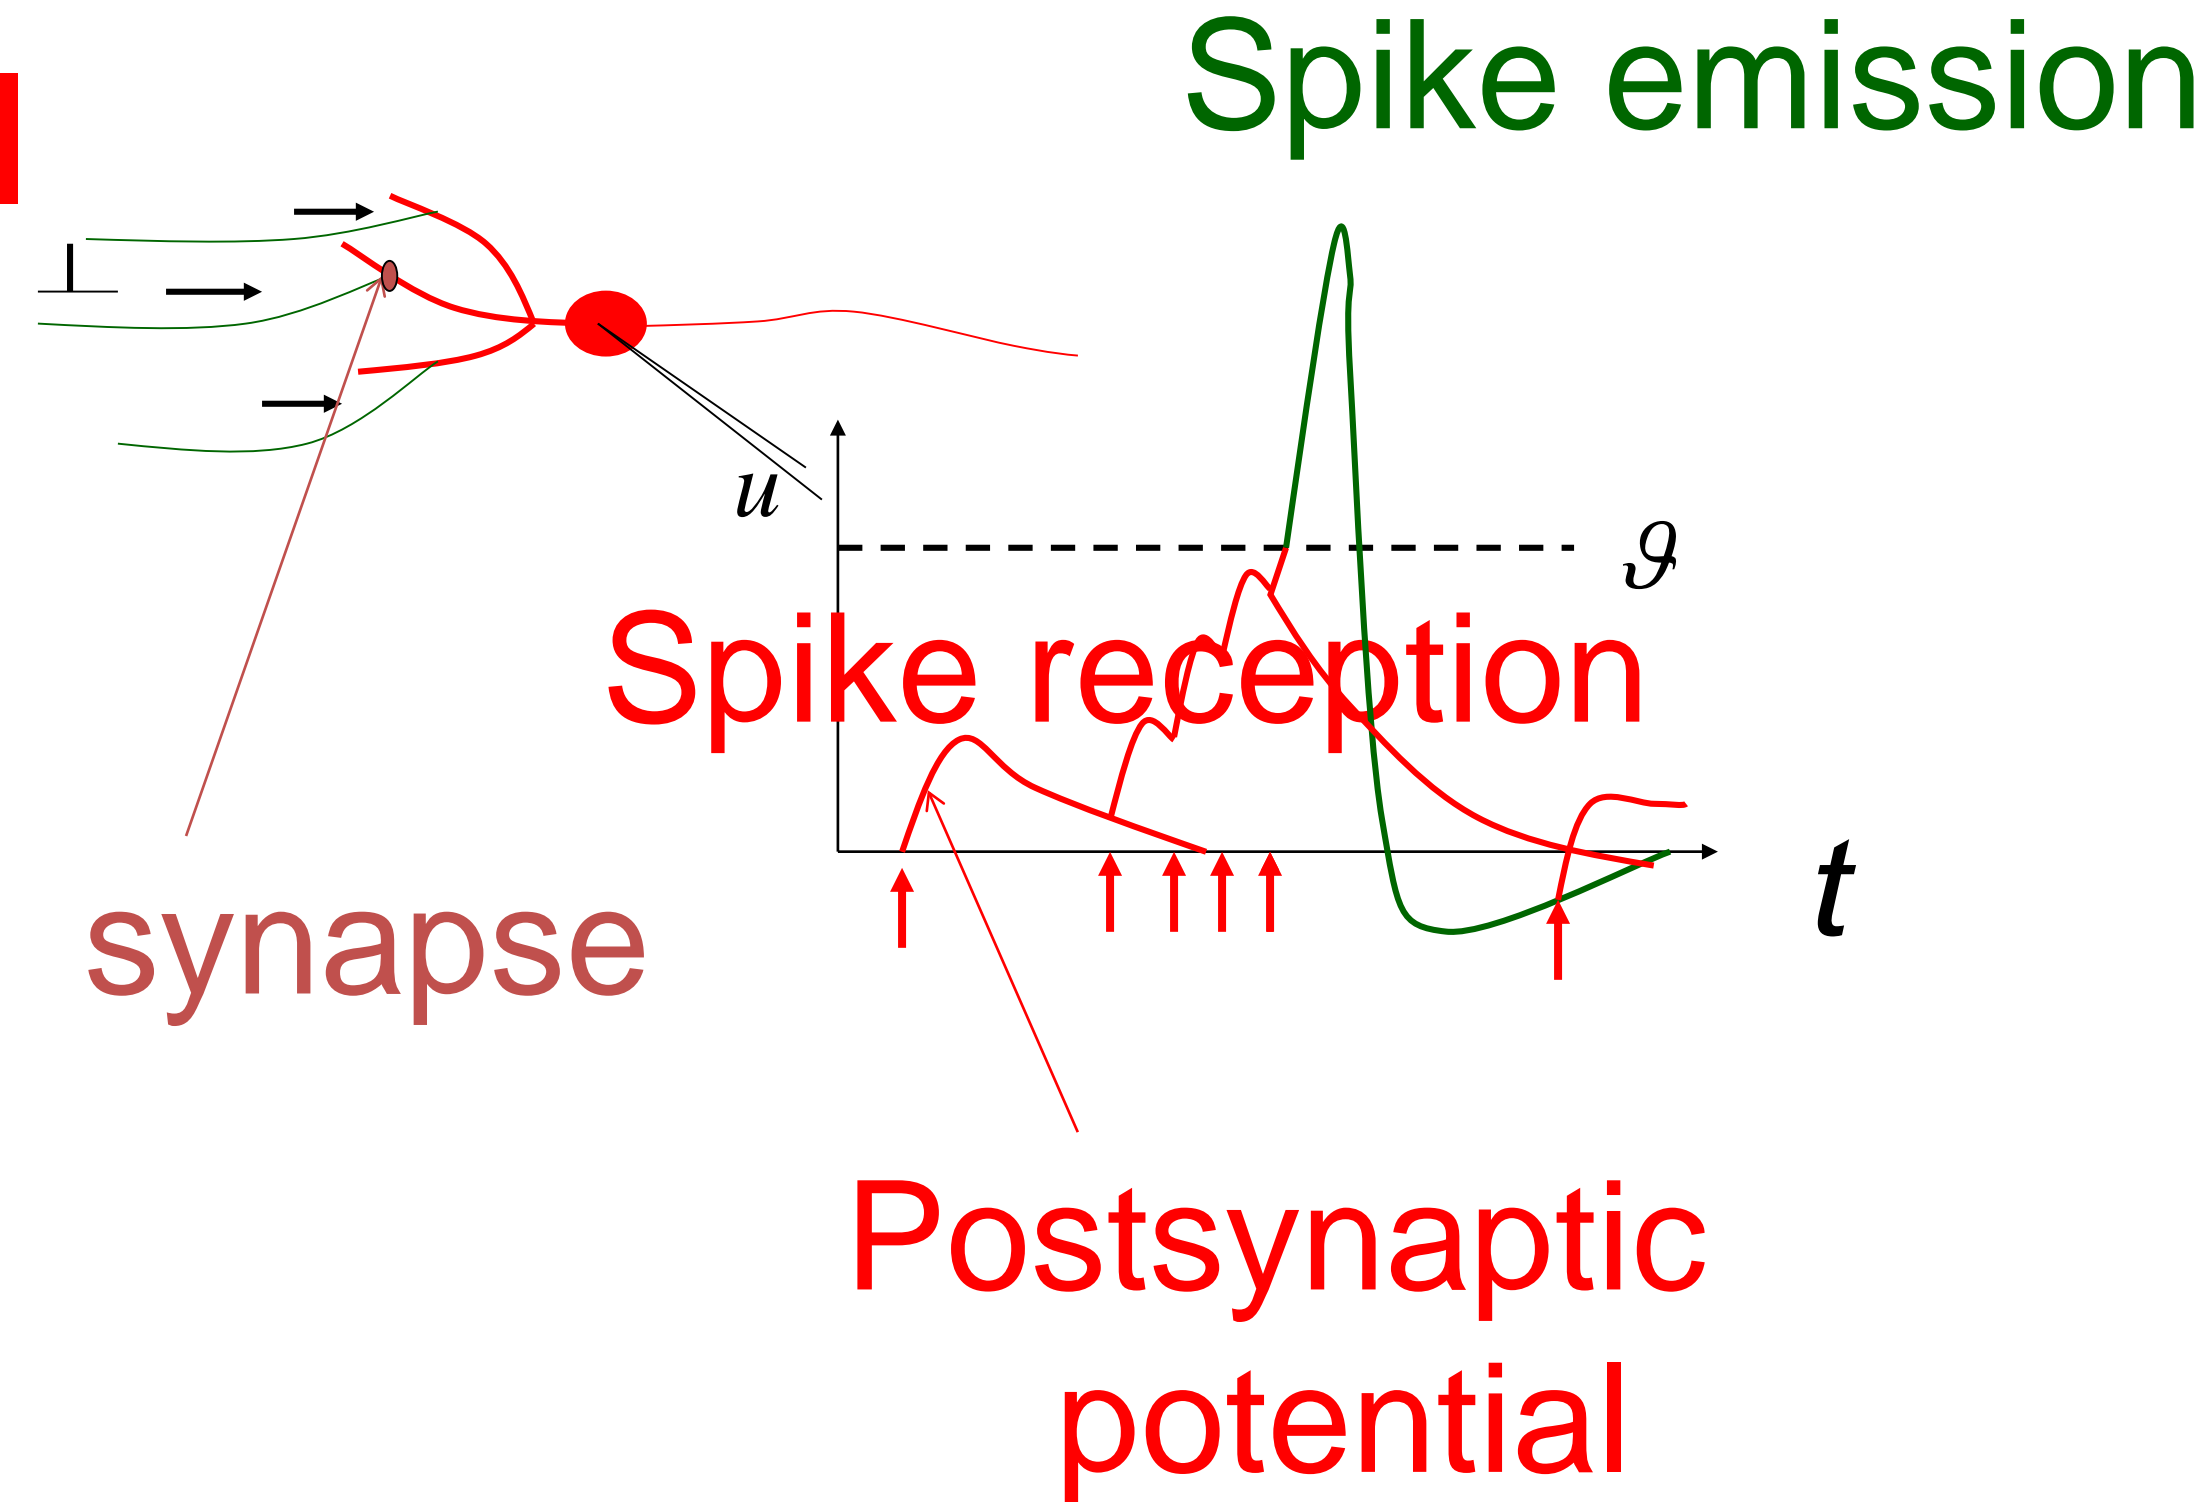 Spike emission
u
ϑ
Spike reception
t
synapse
Postsynaptic
potential